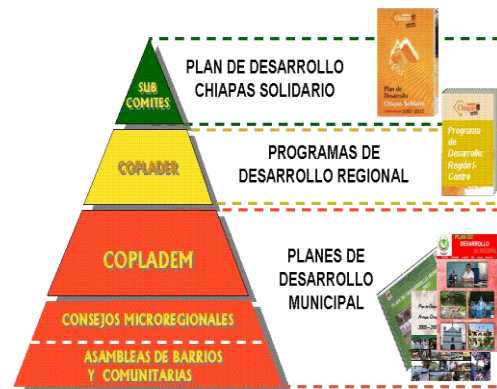 SUB
COMITES
PLAN DE DESARROLLO
CHIAPAS SOLIDARIO
Chiapas
Plan de
Desarrollo
Chiapas Solidario
COPLADER
PROGRAMAS DE
DESARROLLO REGIONAL
Chiapas
Programa
de
Desarrollo:
Región I-
Centro
COPLADEM
PLANES DE
DESARROLLO
MUNICIPAL
PLAN DE
DESARROLLO
CONSEJOS MICROREGIONALES
ASAMBLEAS DE BARRIOS
Y COMUNITARIAS